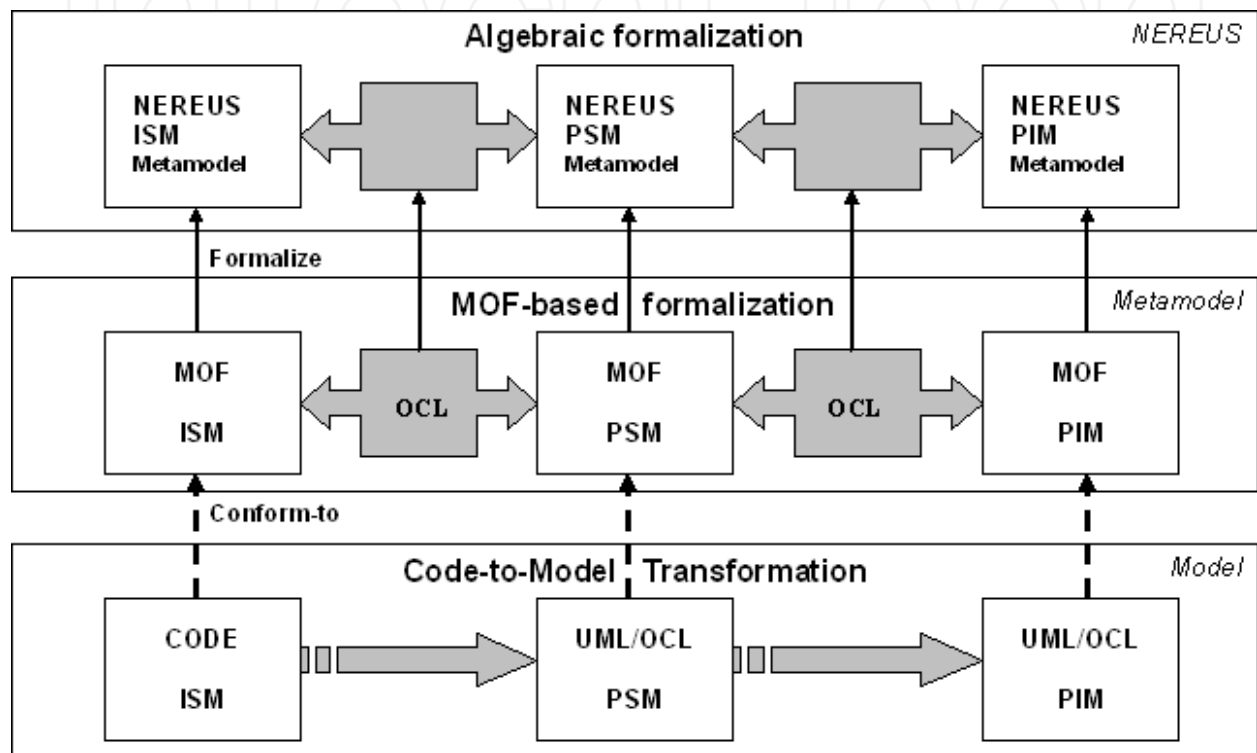 Algebraic formalization
NEREUS
NEREUS
ISM
Metamodel
NEREUS
PSM
Metamodel
NEREUS
PIM
Metamodel
Formalize
MOF-based formalization
Metamodel
MOF
ISM
OCL
MOF
PSM
OCL
MOF
PIM
Conform-to
Code-to-Model Transformation
Model
CODE
ISM
UML/OCL
PSM
UML/OCL
PIM